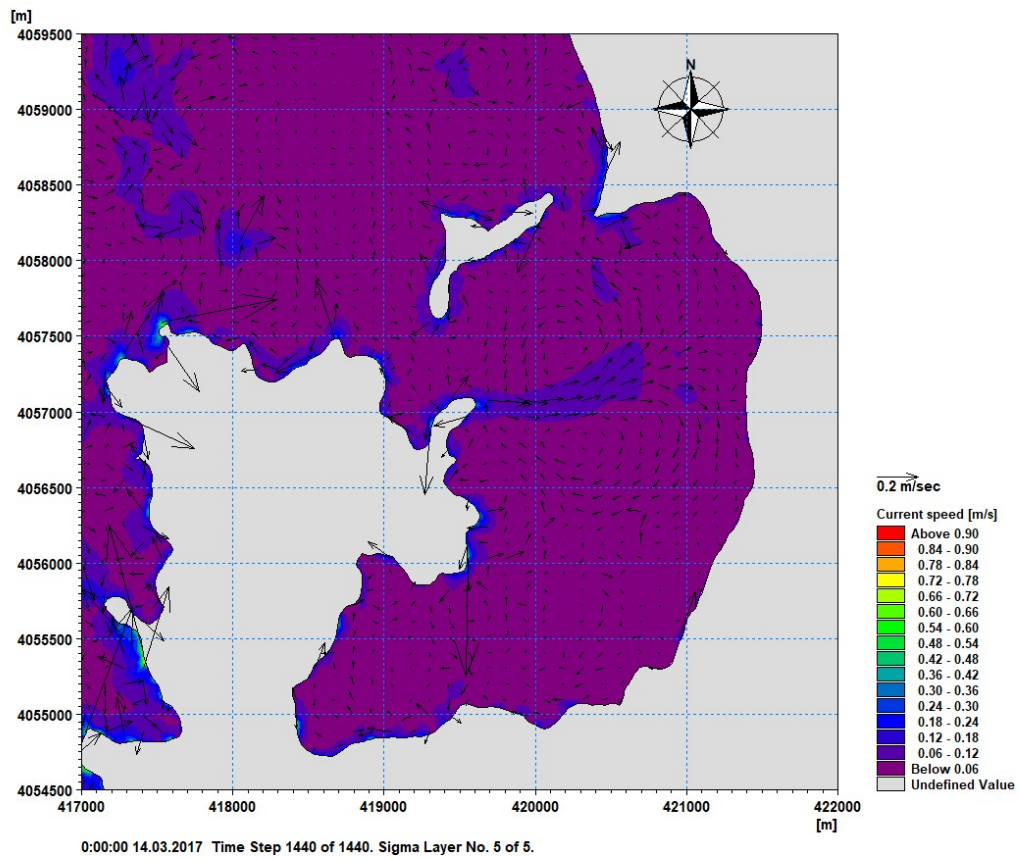 [m]
4059500
4059000
4058500
4058000
4057500
4057000
4056500
4056000
4055500
4055000
4054500
417000 418000 419000 420000 421000 422000
[m]
N
0.2 m/sec
Current speed [m/s]
Above 0.90
0.84 - 0.90
0.78 - 0.84
0.72 - 0.78
0.66 - 0.72
0.60 - 0.66
0.54 - 0.60
0.48 - 0.54
0.42 - 0.48
0.36 - 0.42
0.30 - 0.36
0.24 - 0.30
0.18 - 0.24
0.12 - 0.18
0.06 - 0.12
Below 0.06
Undefined Value
0:00:00 14.03.2017 Time Step 1440 of 1440. Sigma Layer No. 5 of 5.